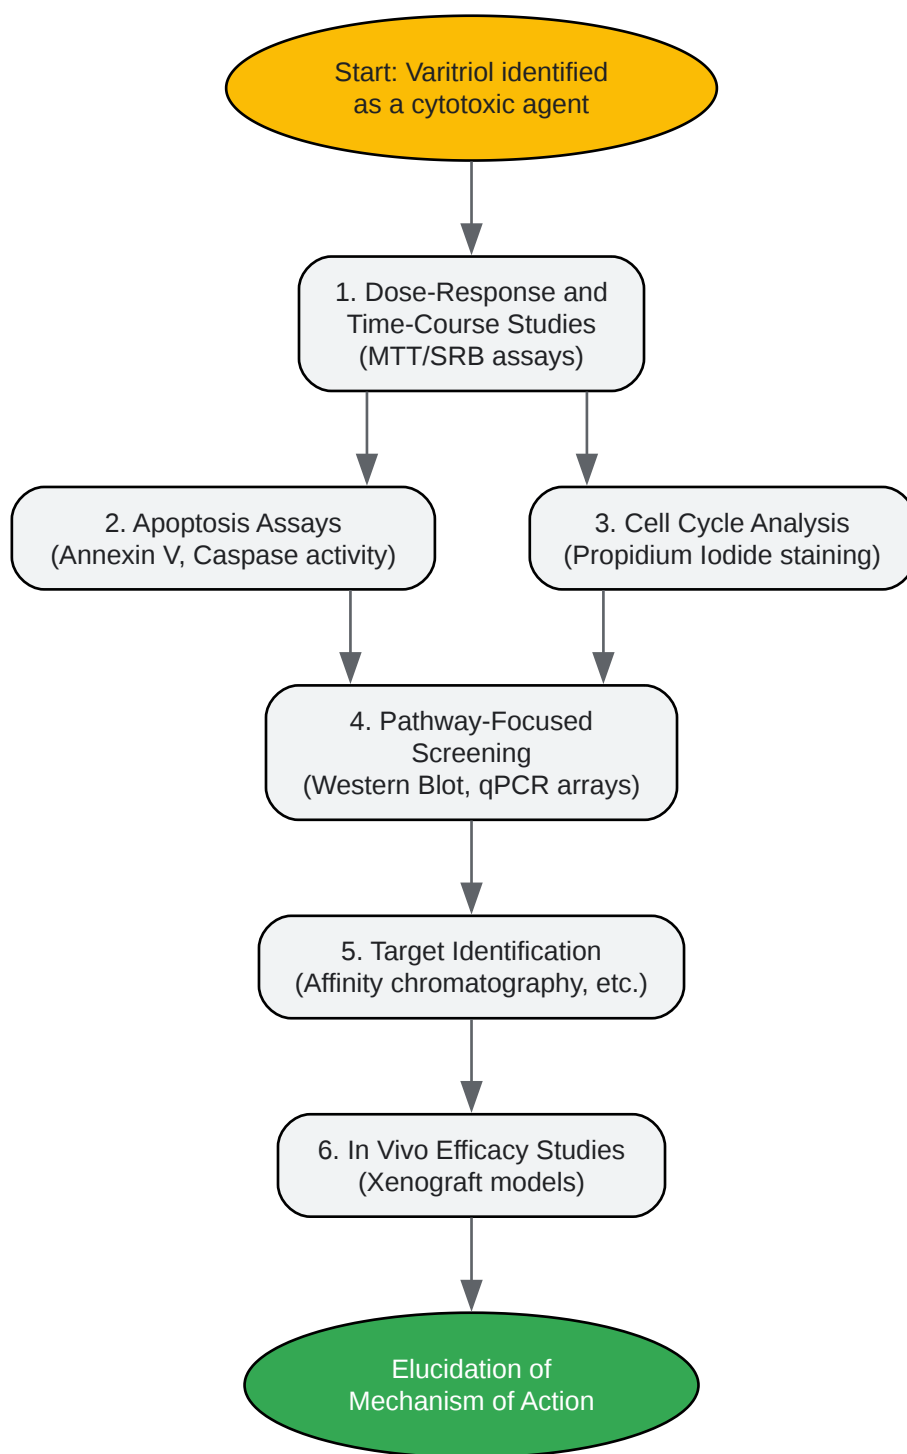 Start: Varitriol identified
as a cytotoxic agent
1. Dose-Response and
Time-Course Studies
(MTT/SRB assays)
2. Apoptosis Assays
(Annexin V, Caspase activity)
3. Cell Cycle Analysis
(Propidium Iodide staining)
4. Pathway-Focused
Screening
(Western Blot, qPCR arrays)
5. Target Identification
(Affinity chromatography, etc.)
6. In Vivo Efficacy Studies
(Xenograft models)
Elucidation of
Mechanism of Action